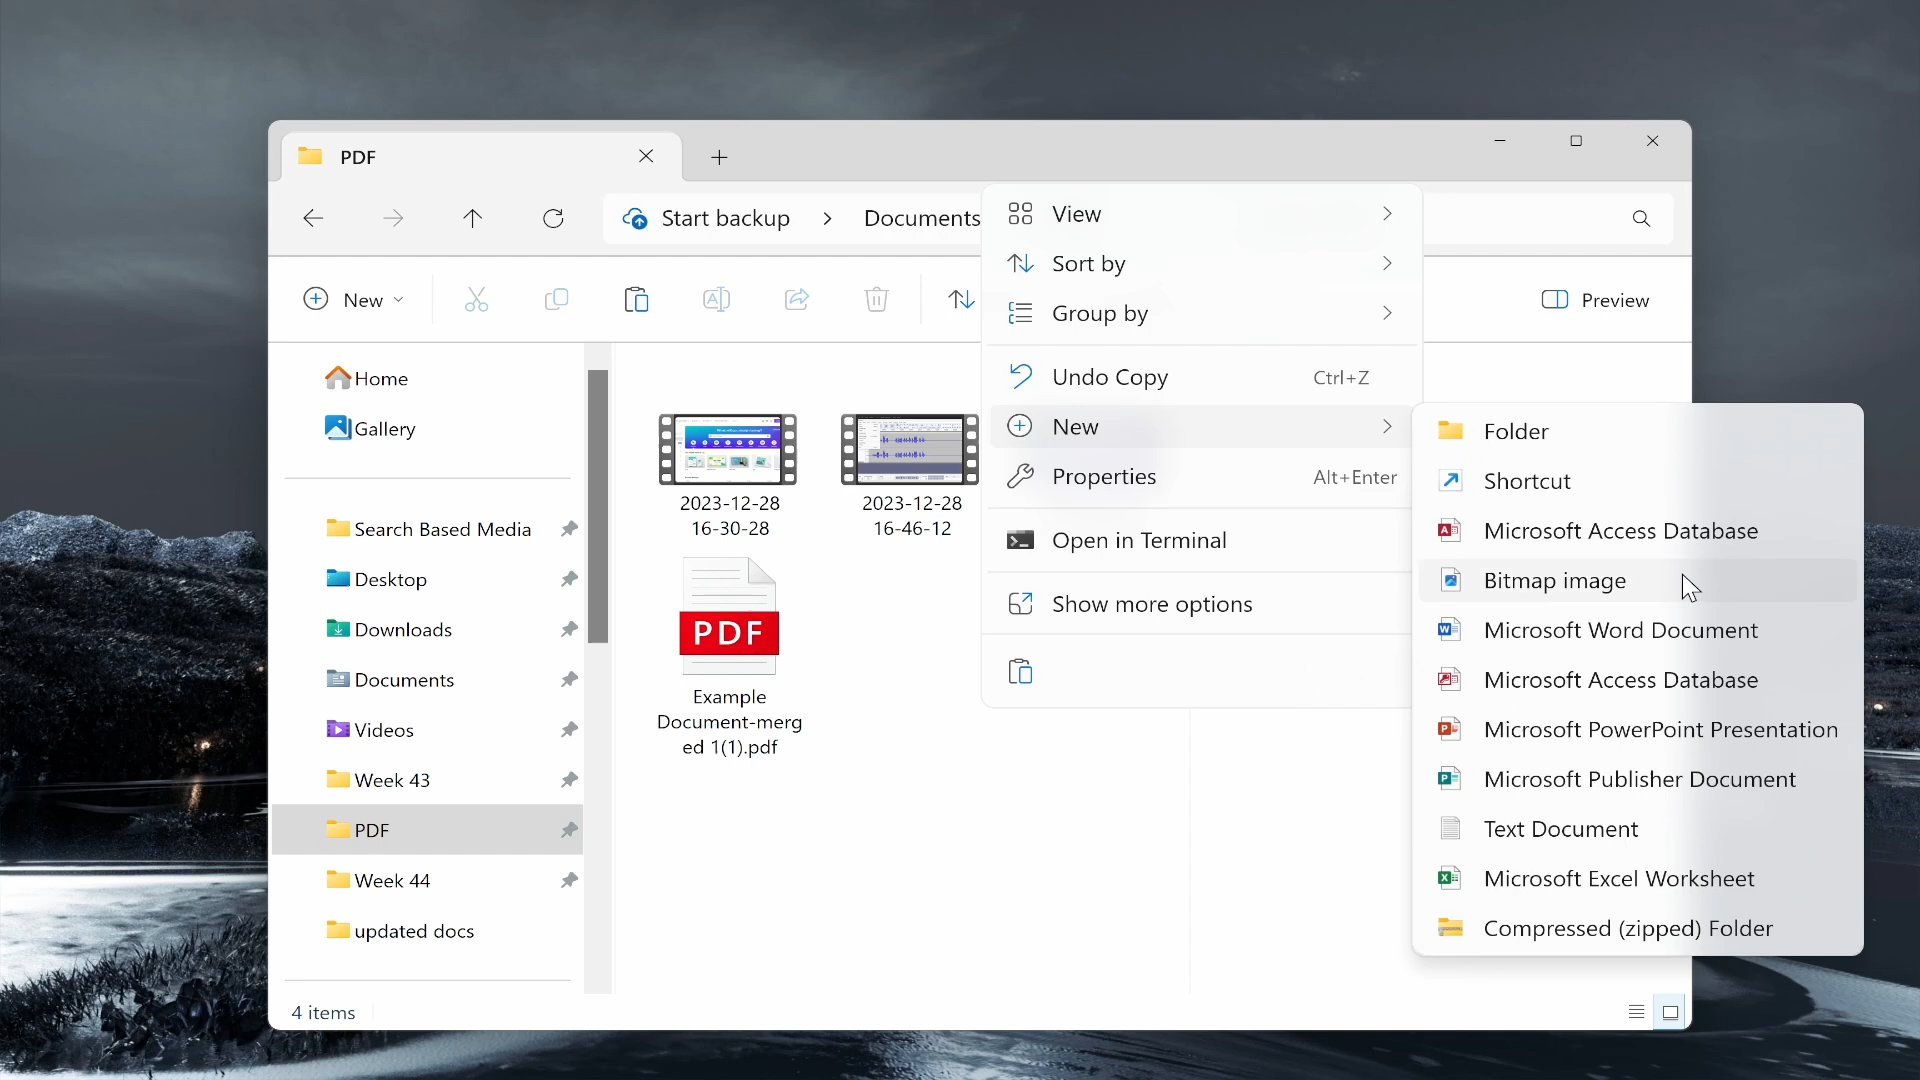 PDF
Start backup
Documents
New
Preview
Home
Gallery
Search Based Media
Desktop
Downloads
Documents
Videos
Week 43
PDF
Week 44
updated docs
4 items
2023-12-28
16-30-28
2023-12-28
16-46-12
PDF
Example
Document-merg
ed 1(1).pdf
View
Sort by
Group by
Undo Copy Ctrl+Z
New
Properties Alt+Enter
Open in Terminal
Show more options
Folder
Shortcut
Microsoft Access Database
Bitmap image
Microsoft Word Document
Microsoft Access Database
Microsoft PowerPoint Presentation
Microsoft Publisher Document
Text Document
Microsoft Excel Worksheet
Compressed (zipped) Folder